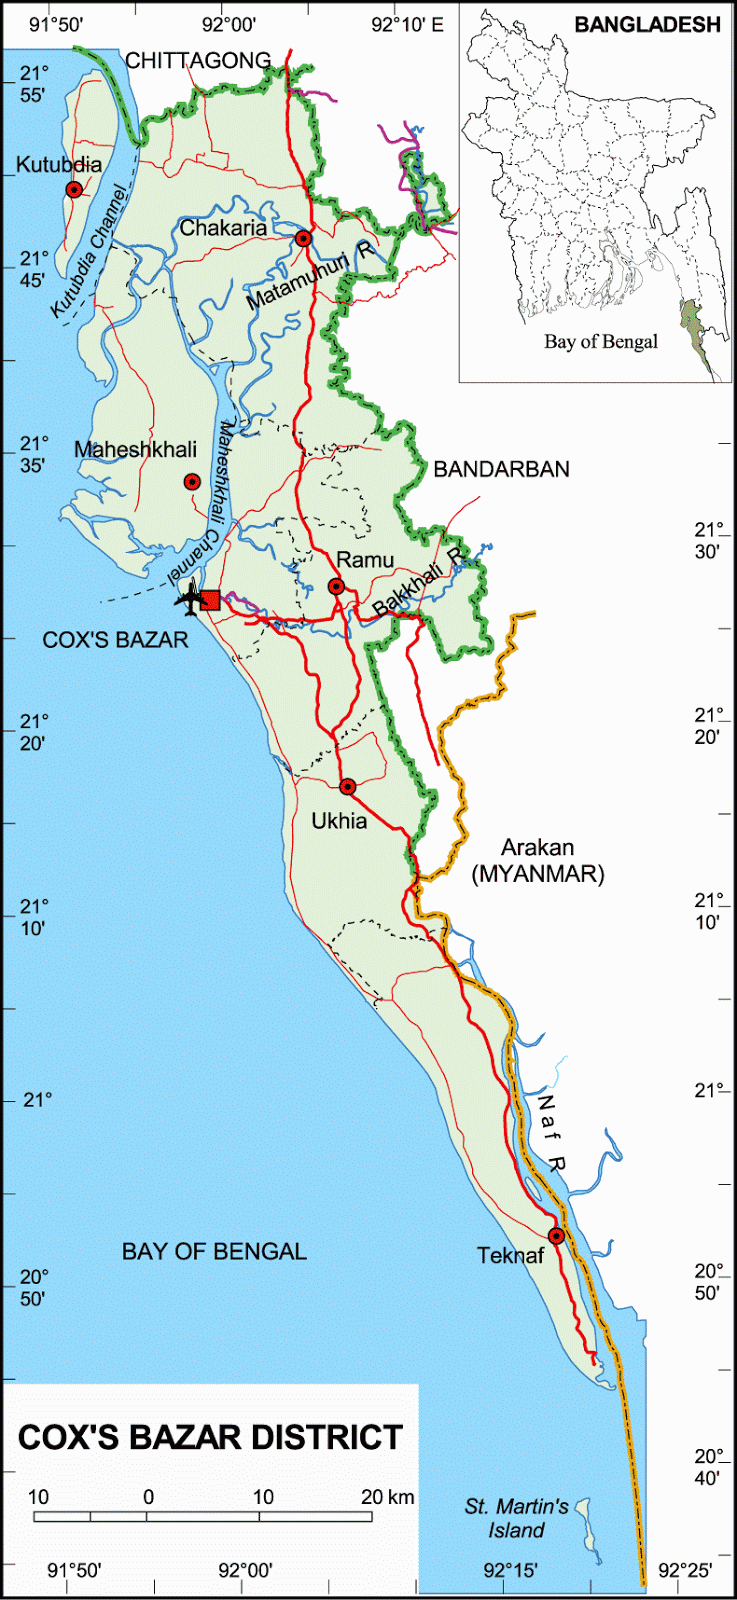 91°50'
92°00'
92°10' E
BANGLADESH
CHITTAGONG
21°
55'
Kutubdia
Kutubdia Channel
Chakaria
Matamuhuri R
21°
45'
Bay of Bengal
21°
35'
Maheshkhali
Maheshkhali Channel
BANDARBAN
21°
30'
Ramu
Bakkhali R
COX'S BAZAR
21°
20'
21°
20'
Ukhia
Arakan
(MYANMAR)
21°
10'
21°
10'
21°
21°
Naf R
BAY OF BENGAL
Teknaf
20°
50'
20°
50'
COX'S BAZAR DISTRICT
20°
40'
10 0 10 20 km
St. Martin's
Island
91°50'
92°00'
92°15'
92°25'